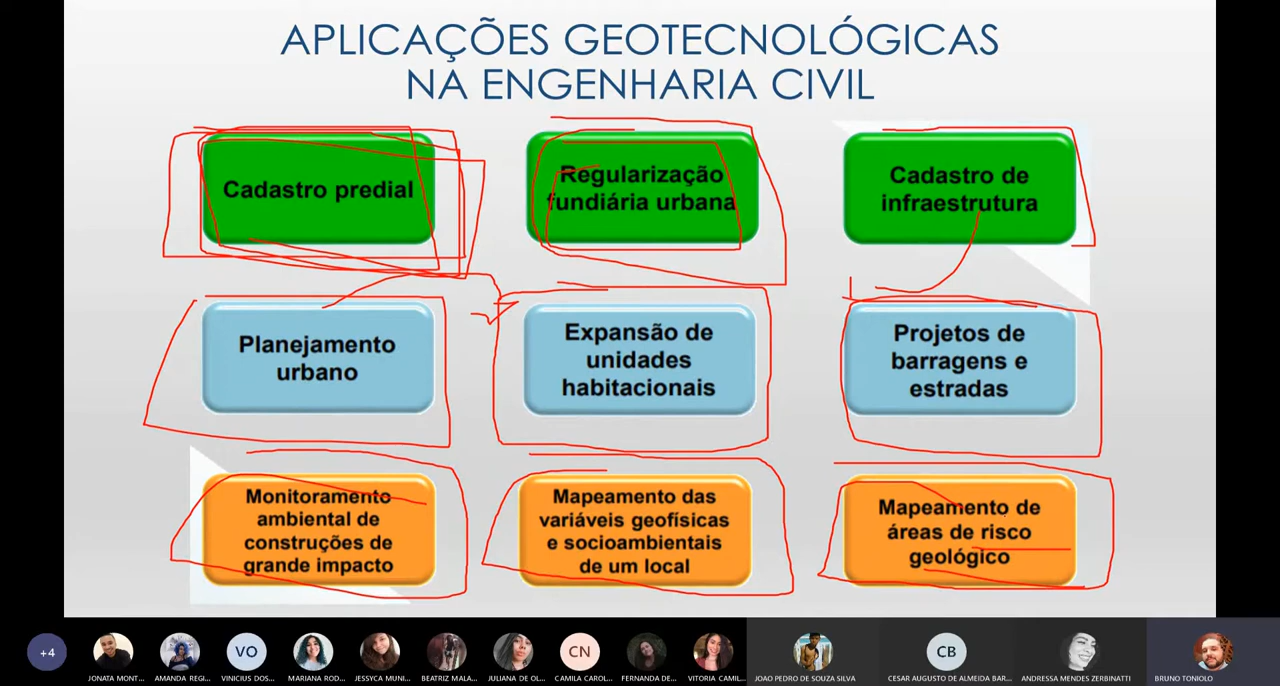 APLICAÇÕES GEOTECNOLÓGICAS
NA ENGENHARIA CIVIL
Cadastro predial
Regularização
fundiária urbana
Cadastro de
infraestrutura
Planejamento
urbano
Expansão de
unidades
habitacionais
Projetos de
barragens e
estradas
Monitoramento
ambiental de
construções de
grande impacto
Mapeamento das
variáveis geofísicas
e socioambientais
de um local
Mapeamento de
áreas de risco
geológico
+4
VO
CN
CB
JONATA MONT...
AMANDA REGI...
VINICIUS DOS...
MARIANA ROD...
JESSYCA MUNI...
BEATRIZ MALA...
JULIANA DE OL...
CAMILA CAROL...
FERNANDA DE...
VITORIA CAMIL...
JOAO PEDRO DE SOUZA SILVA
CESAR AUGUSTO DE ALMEIDA BAR...
ANDRESSA MENDES ZERBINATTI
BRUNO TONIOLO